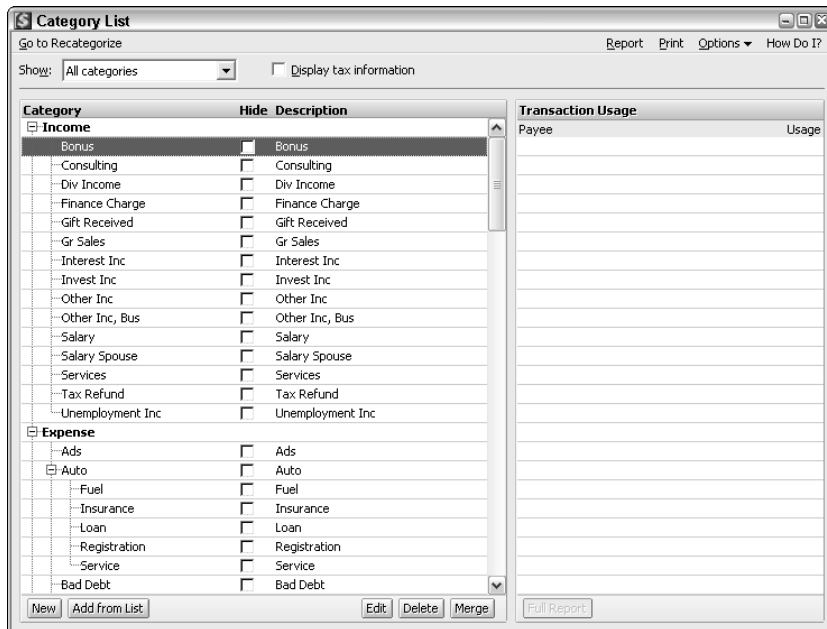 Category List
Go to Recategorize Report Print Options How Do I?
Show: All categories Display tax information
Category Hide Description Transaction Usage
Income Payee Usage
Bonus Bonus
Consulting Consulting
Div Income Div Income
Finance Charge Finance Charge
Gift Received Gift Received
Gr Sales Gr Sales
Interest Inc Interest Inc
Invest Inc Invest Inc
Other Inc Other Inc
Other Inc, Bus Other Inc, Bus
Salary Salary
Salary Spouse Salary Spouse
Services Services
Tax Refund Tax Refund
Unemployment Inc Unemployment Inc
Expense
Ads Ads
Auto Auto
Fuel Fuel
Insurance Insurance
Loan Loan
Registration Registration
Service Service
Bad Debt Bad Debt
New Add from List Edit Delete Merge Full Report